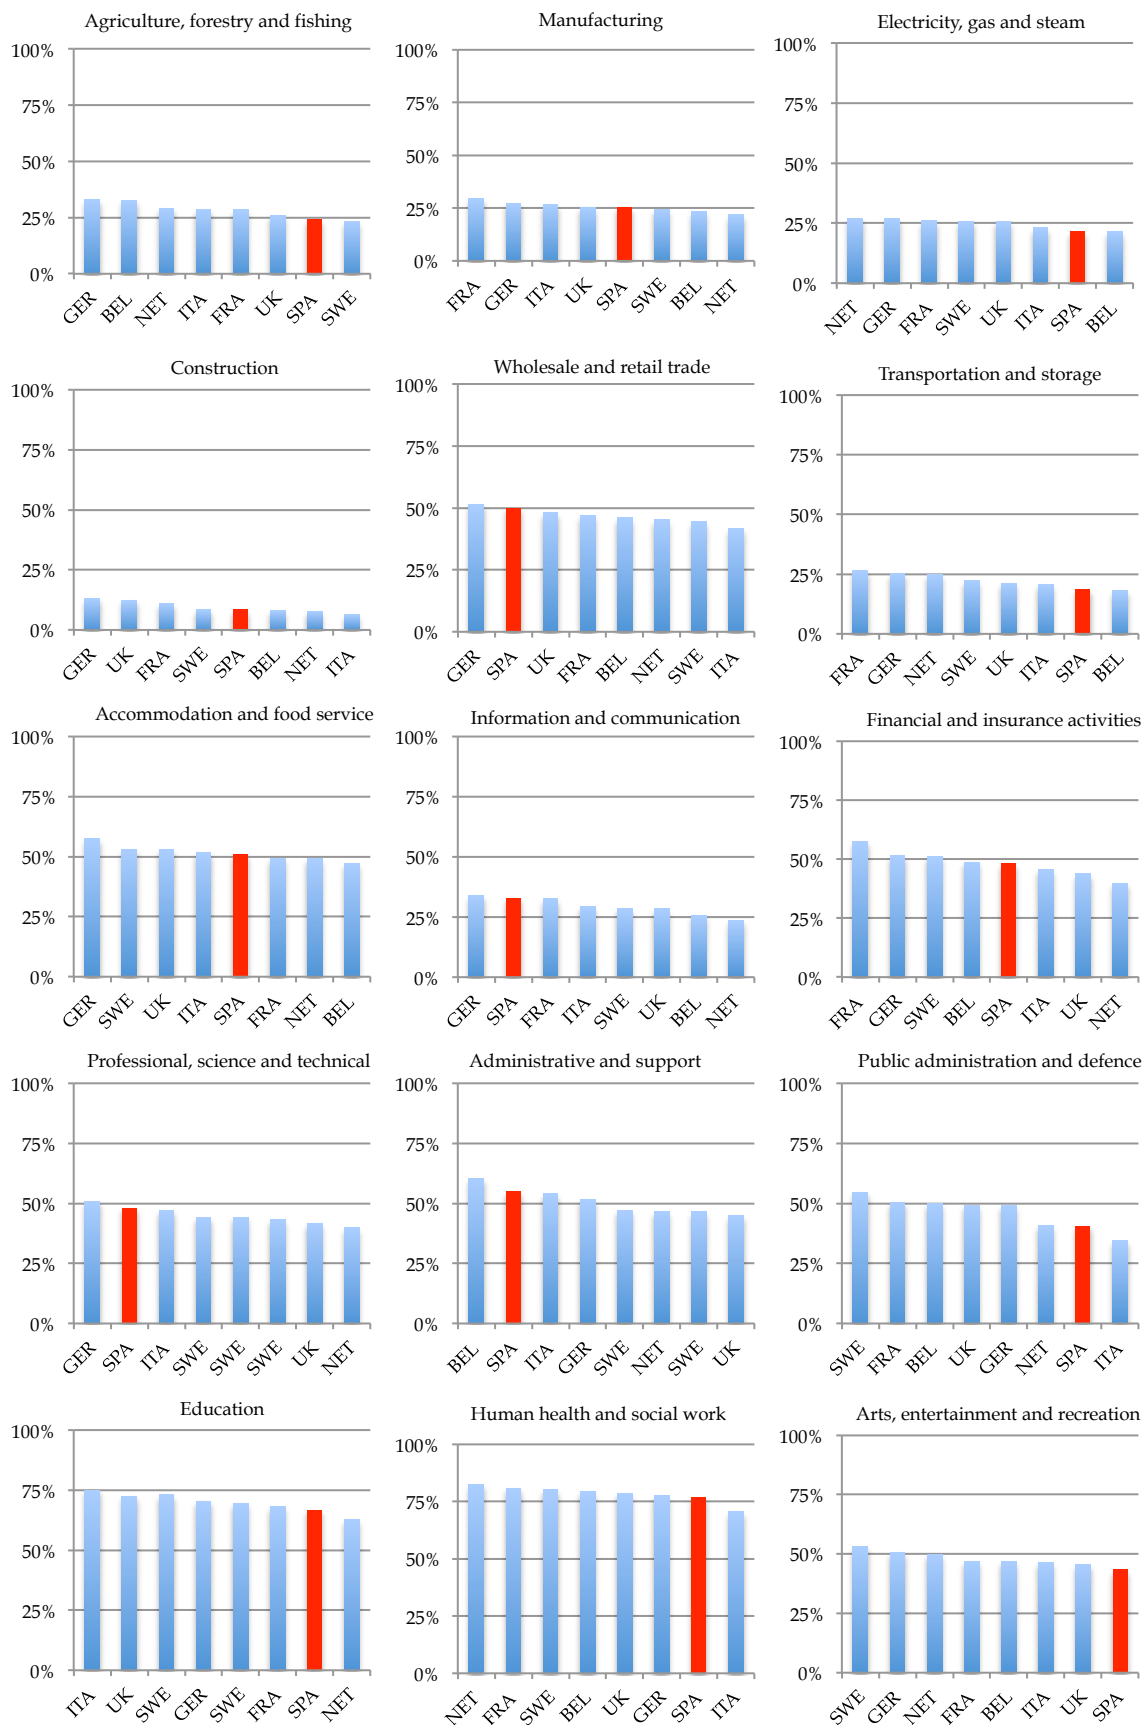 Agriculture, forestry and fishing
100%
75%
50%
25%
0%
GER BEL NET ITA FRA UK SPA SWE
Manufacturing
100%
75%
50%
25%
0%
FRA GER ITA UK SPA SWE BEL NET
Electricity, gas and steam
100%
75%
50%
25%
0%
NET GER FRA SWE UK ITA SPA BEL
Construction
100%
75%
50%
25%
0%
GER UK FRA SWE SPA BEL NET ITA
Wholesale and retail trade
100%
75%
50%
25%
0%
GER SPA UK FRA BEL NET SWE ITA
Transportation and storage
100%
75%
50%
25%
0%
FRA GER NET SWE UK ITA SPA BEL
Accommodation and food service
100%
75%
50%
25%
0%
GER SWE UK ITA SPA FRA NET BEL
Information and communication
100%
75%
50%
25%
0%
GER SPA FRA ITA SWE UK BEL NET
Financial and insurance activities
100%
75%
50%
25%
0%
FRA GER SWE BEL SPA ITA UK NET
Professional, science and technical
100%
75%
50%
25%
0%
GER SPA ITA SWE SWE SWE UK NET
Administrative and support
100%
75%
50%
25%
0%
BEL SPA ITA GER SWE NET SWE UK
Public administration and defence
100%
75%
50%
25%
0%
SWE FRA BEL UK GER NET SPA ITA
Education
100%
75%
50%
25%
0%
ITA UK SWE GER SWE FRA SPA NET
Human health and social work
100%
75%
50%
25%
0%
NET FRA SWE BEL UK GER SPA ITA
Arts, entertainment and recreation
100%
75%
50%
25%
0%
SWE GER NET FRA BEL ITA UK SPA